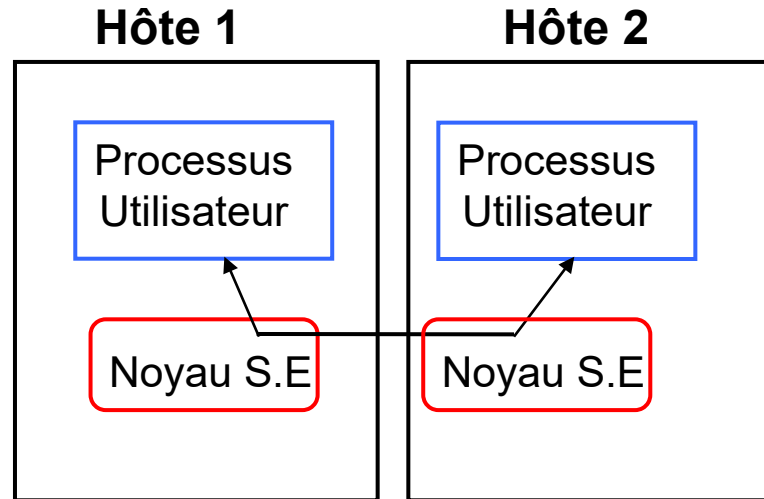 Hôte 1
Hôte 2
Processus
Utilisateur
Processus
Utilisateur
Noyau S.E
Noyau S.E